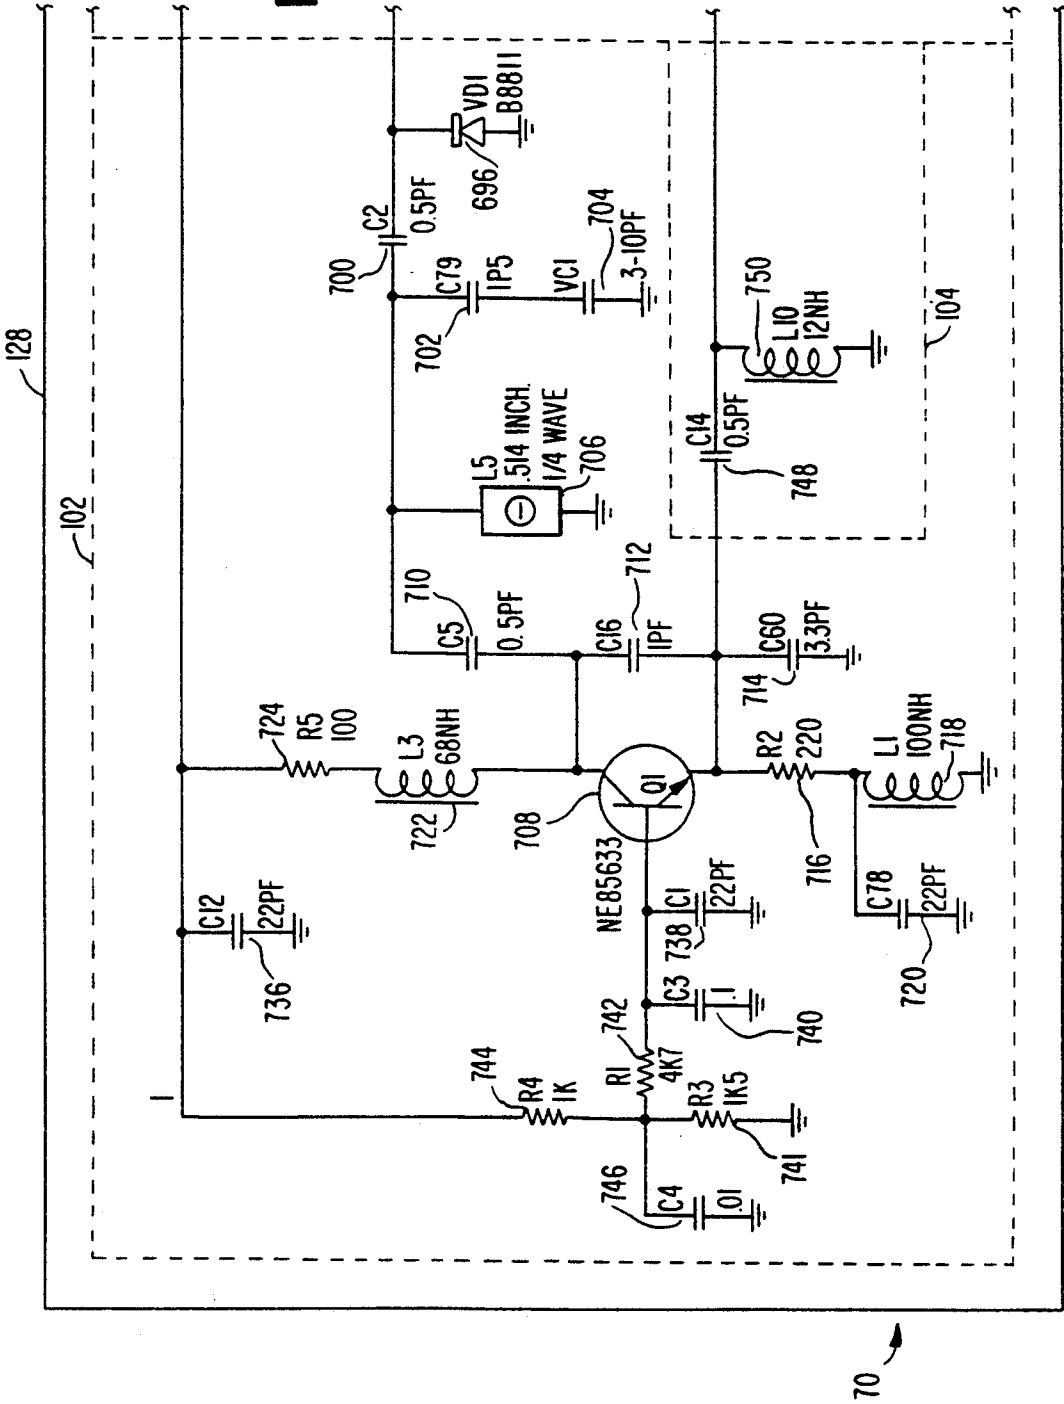 128
102
VD1
B8811
696
C2
0.5PF
700
C79
1P5
702
VC1
3-10PF
704
L5
.514 INCH.
1/4 WAVE
706
C14
0.5PF
748
750
L10
12NH
104
710
C5
0.5PF
C16
1PF
712
C60
3.3PF
714
724
R5
100
L3
68NH
722
708
Q1
NE85633
R2
220
716
L1
100NH
718
C78
22PF
720
C12
22PF
736
C1
22PF
738
C3
.1
740
742
R1
4K7
744
R4
1K
R3
1K5
741
746
C4
.01
1
70